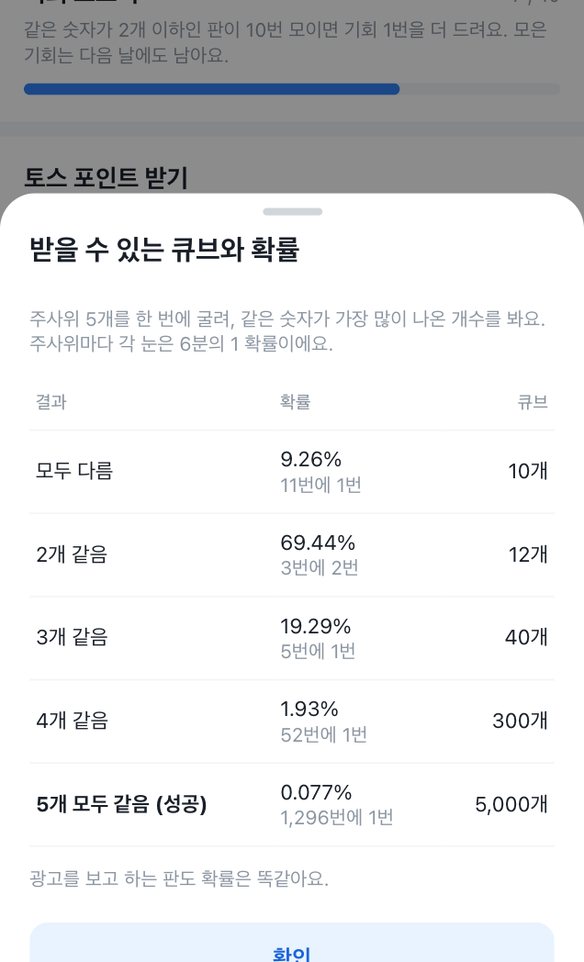 같은 숫자가 2개 이하인 판이 10번 모이면 기회 1번을 더 드려요. 모은
기회는 다음 날에도 남아요.
토스 포인트 받기
받을 수 있는 큐브와 확률
주사위 5개를 한 번에 굴려, 같은 숫자가 가장 많이 나온 개수를 봐요.
주사위마다 각 눈은 6분의 1 확률이에요.
결과 확률 큐브
모두 다름 9.26% 10개
11번에 1번
2개 같음 69.44% 12개
3번에 2번
3개 같음 19.29% 40개
5번에 1번
4개 같음 1.93% 300개
52번에 1번
5개 모두 같음 (성공) 0.077% 5,000개
1,296번에 1번
광고를 보고 하는 판도 확률은 똑같아요.
확인